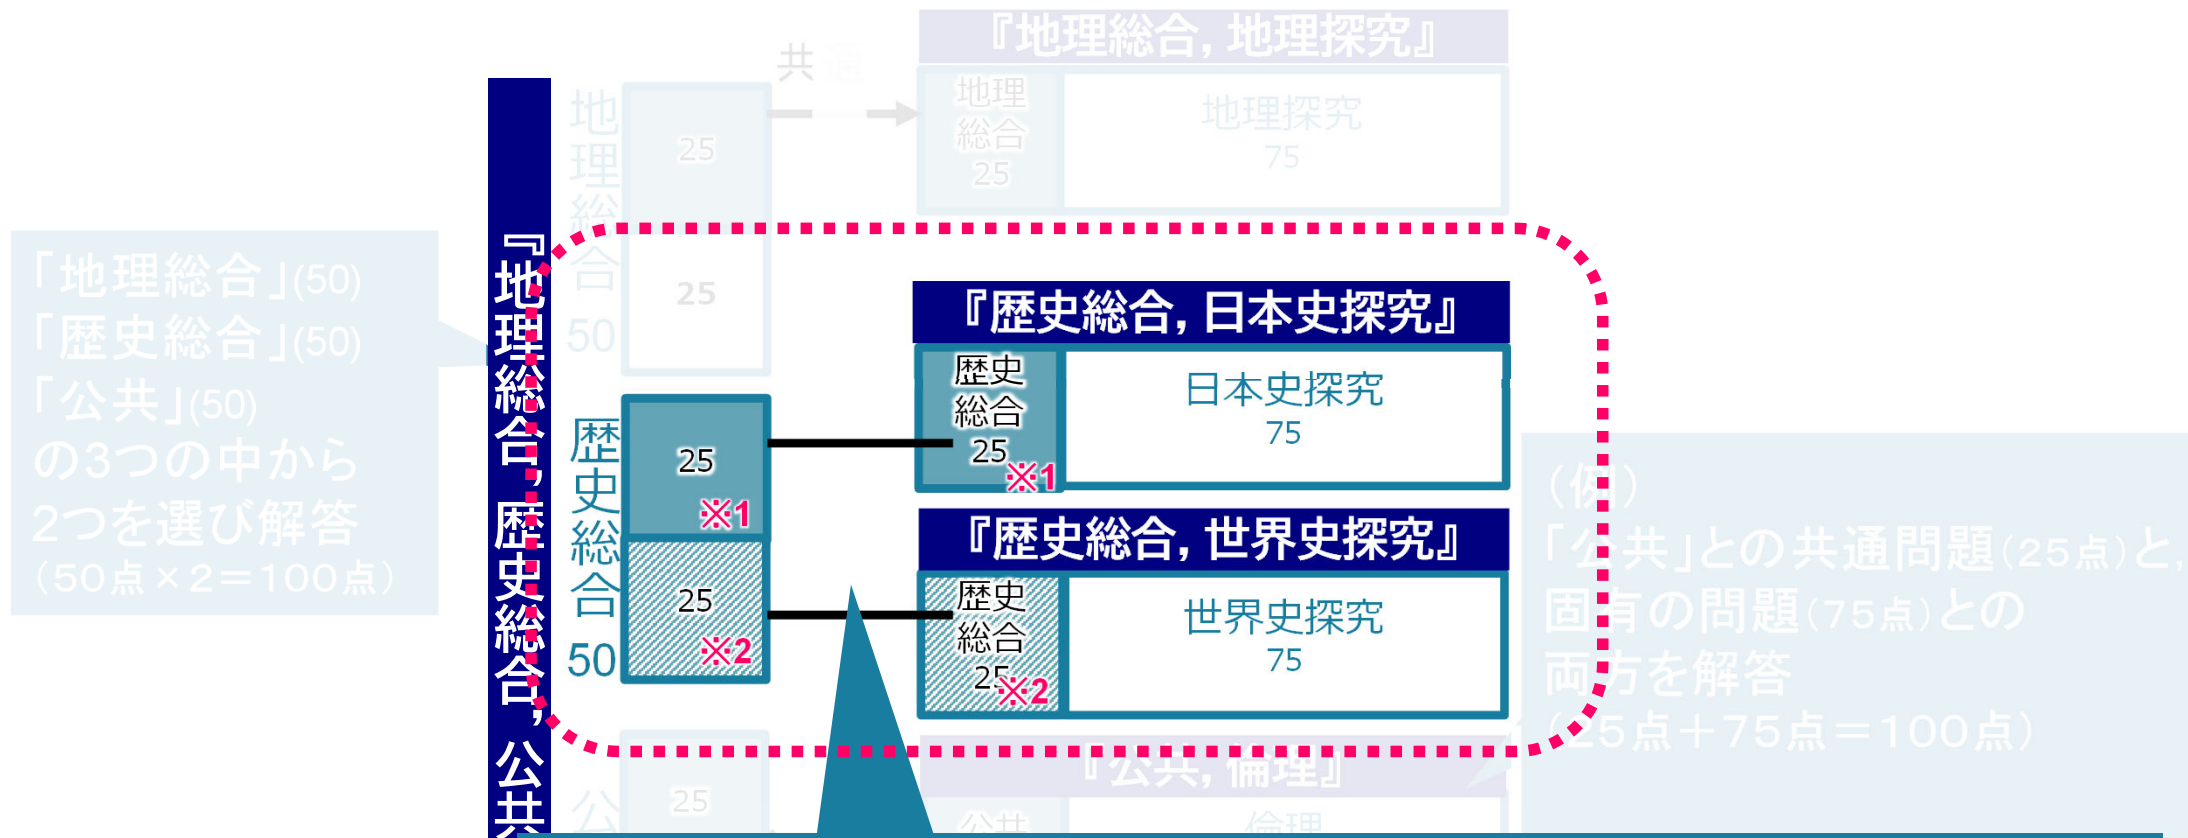 『地理総合, 地理探究』
共 通
地理総合 50
25
25
地理
総合
25
地理探究
75
「地理総合」(50)
「歴史総合」(50)
「公共」(50)
の3つの中から
2つを選び解答
(50点×2=100点)
『地理総合, 歴史総合, 公共
『歴史総合, 日本史探究』
歴史総合 50
25
※1
25
※2
歴史
総合
25
※1
日本史探究
75
『歴史総合, 世界史探究』
歴史
総合
25
※2
世界史探究
75
(例)
「公共」との共通問題(25点)と,
固有の問題(75点)との
両方を解答
(25点+75点=100点)
『公共, 倫理』
公
25
公共
倫理